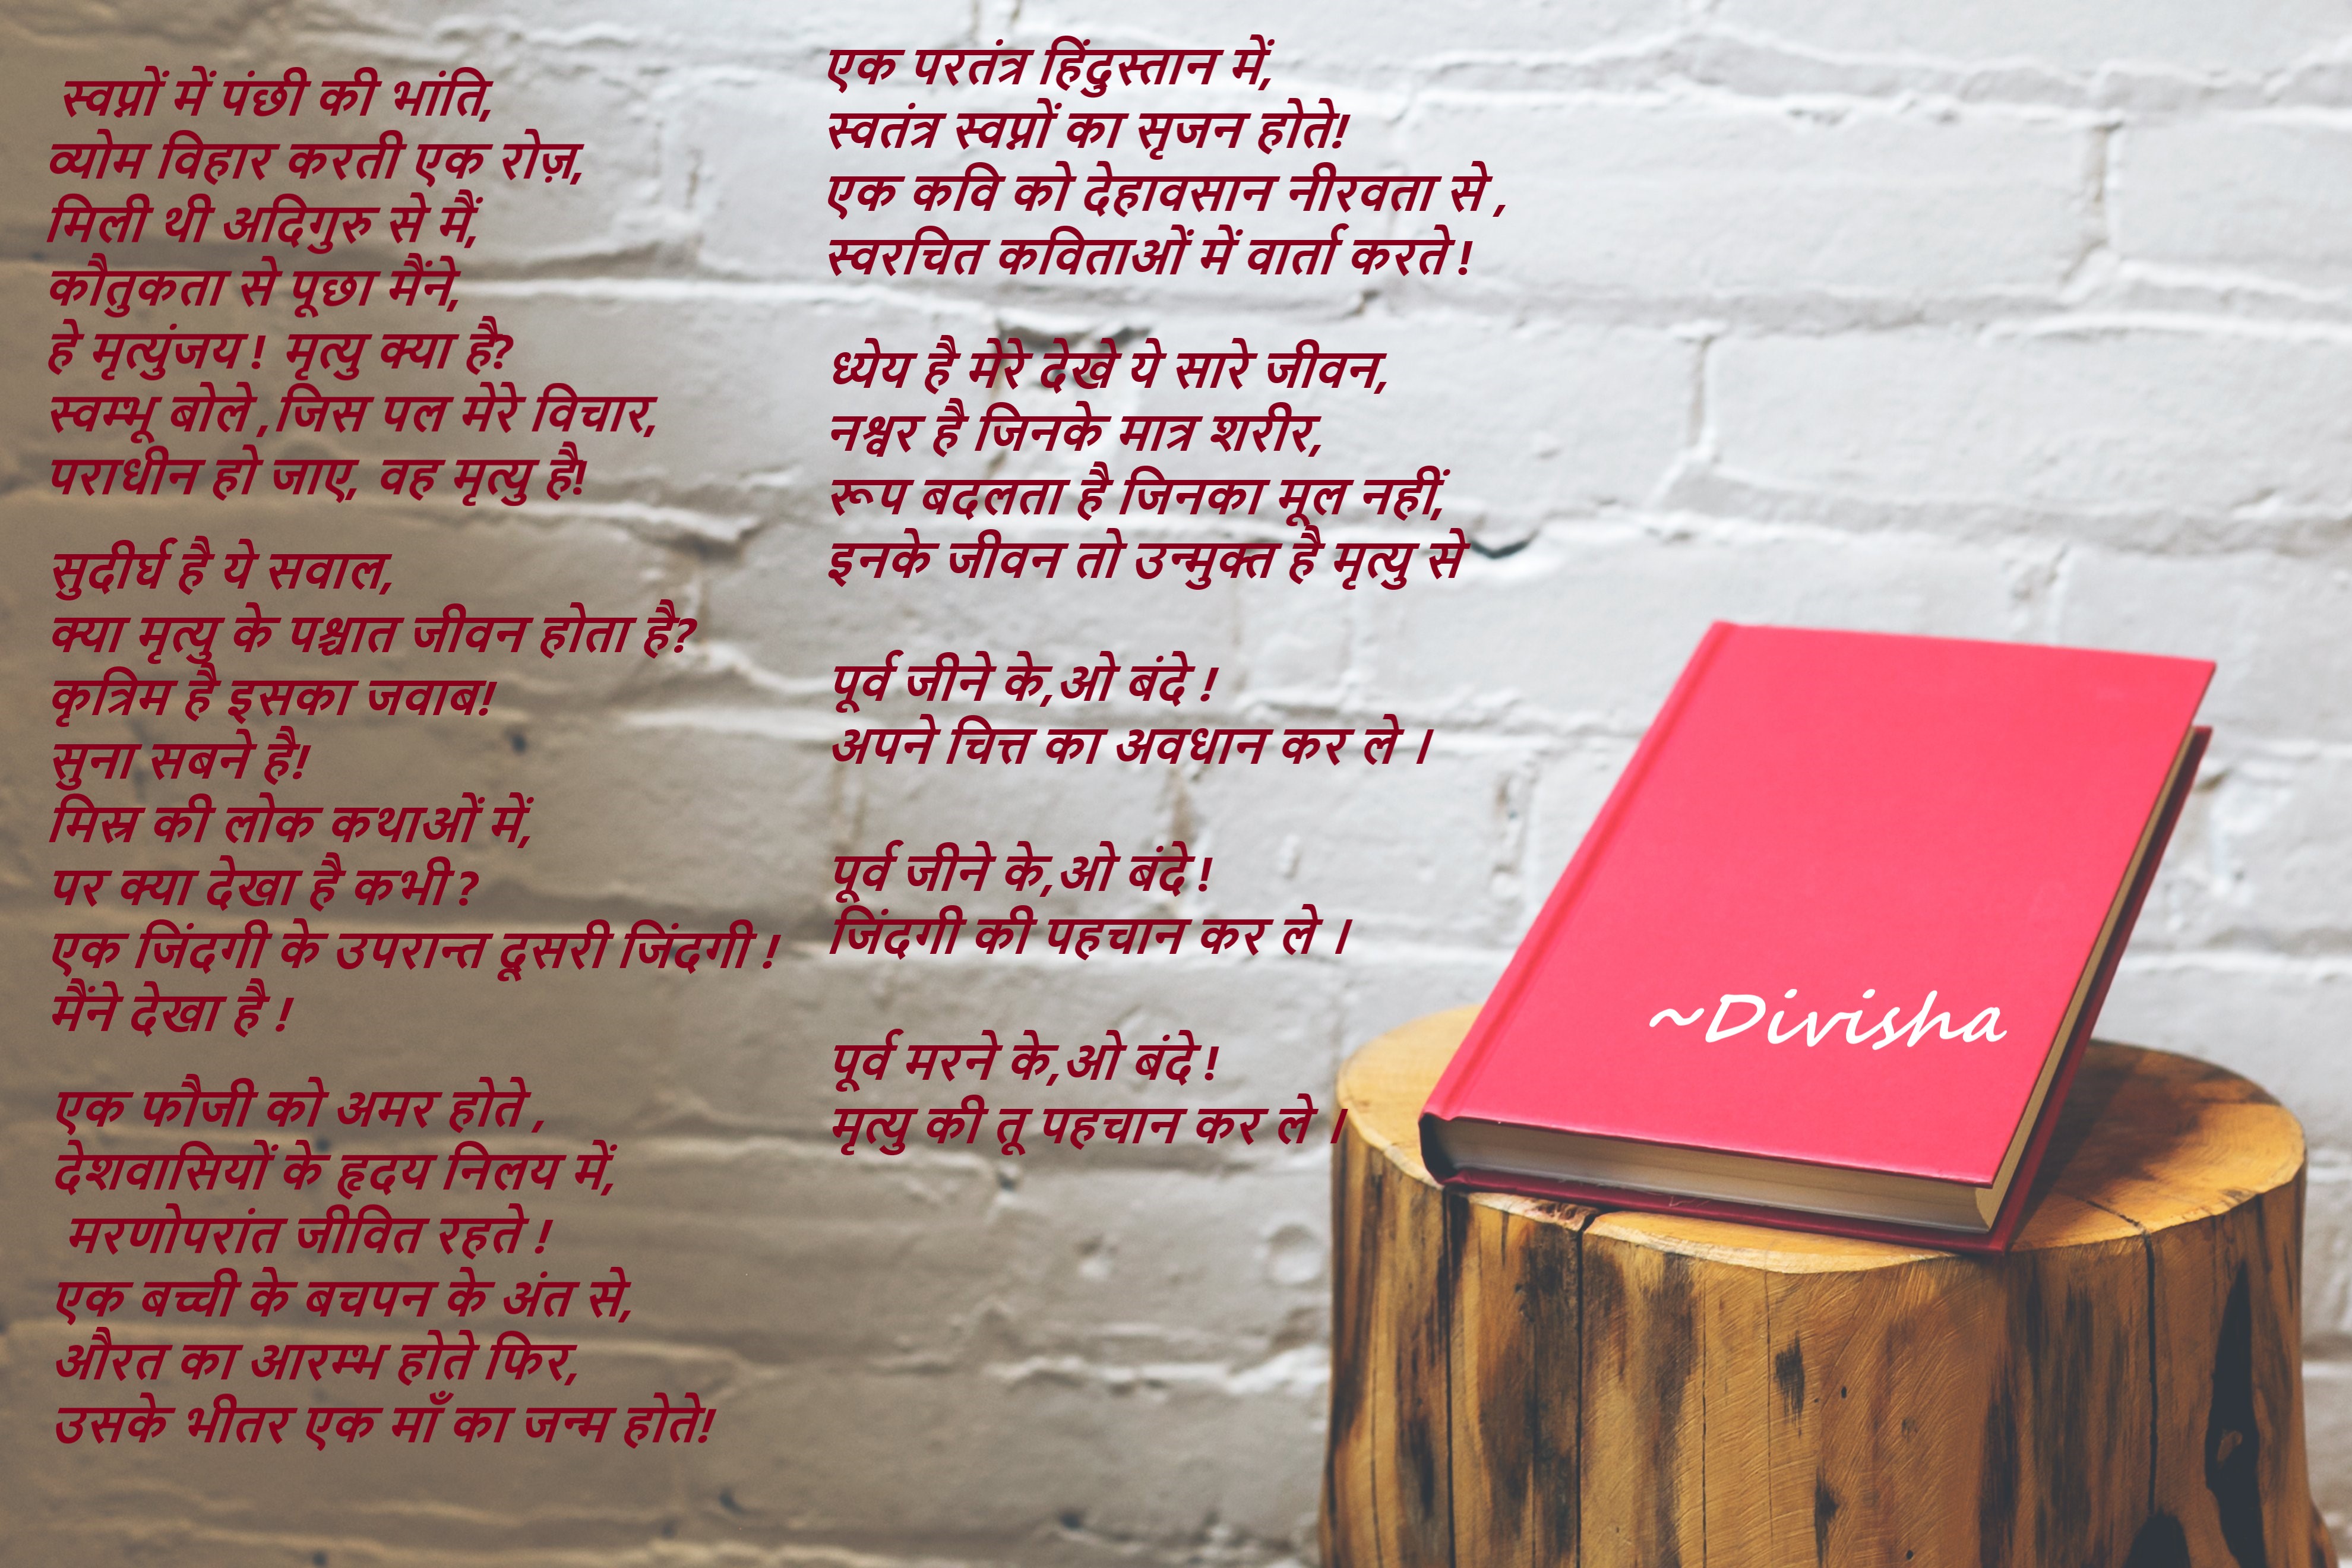 स्वप्नों में पंछी की भांति,
व्योम विहार करती एक रोज़,
मिली थी अदिगुरु से मैं,
कौतुकता से पूछा मैंने,
हे मृत्युंजय ! मृत्यु क्या है?
स्वम्भू बोले ,जिस पल मेरे विचार,
पराधीन हो जाए, वह मृत्यु है!

सुदीर्घ है ये सवाल,
क्या मृत्यु के पश्चात जीवन होता है?
कृत्रिम है इसका जवाब!
सुना सबने है!
मिस्र की लोक कथाओं में,
पर क्या देखा है कभी ?
एक जिंदगी के उपरान्त दूसरी जिंदगी !
मैंने देखा है !

एक फौजी को अमर होते ,
देशवासियों के हृदय निलय में,
मरणोपरांत जीवित रहते !
एक बच्ची के बचपन के अंत से,
औरत का आरम्भ होते फिर,
उसके भीतर एक माँ का जन्म होते!

एक परतंत्र हिंदुस्तान में,
स्वतंत्र स्वप्नों का सृजन होते!
एक कवि को देहावसान नीरवता से ,
स्वरचित कविताओं में वार्ता करते !

ध्येय है मेरे देखे ये सारे जीवन,
नश्वर है जिनके मात्र शरीर,
रूप बदलता है जिनका मूल नहीं,
इनके जीवन तो उन्मुक्त है मृत्यु से

पूर्व जीने के,ओ बंदे !
अपने चित्त का अवधान कर ले ।

पूर्व जीने के,ओ बंदे !
जिंदगी की पहचान कर ले ।

पूर्व मरने के,ओ बंदे !
मृत्यु की तू पहचान कर ले ।

~Divisha